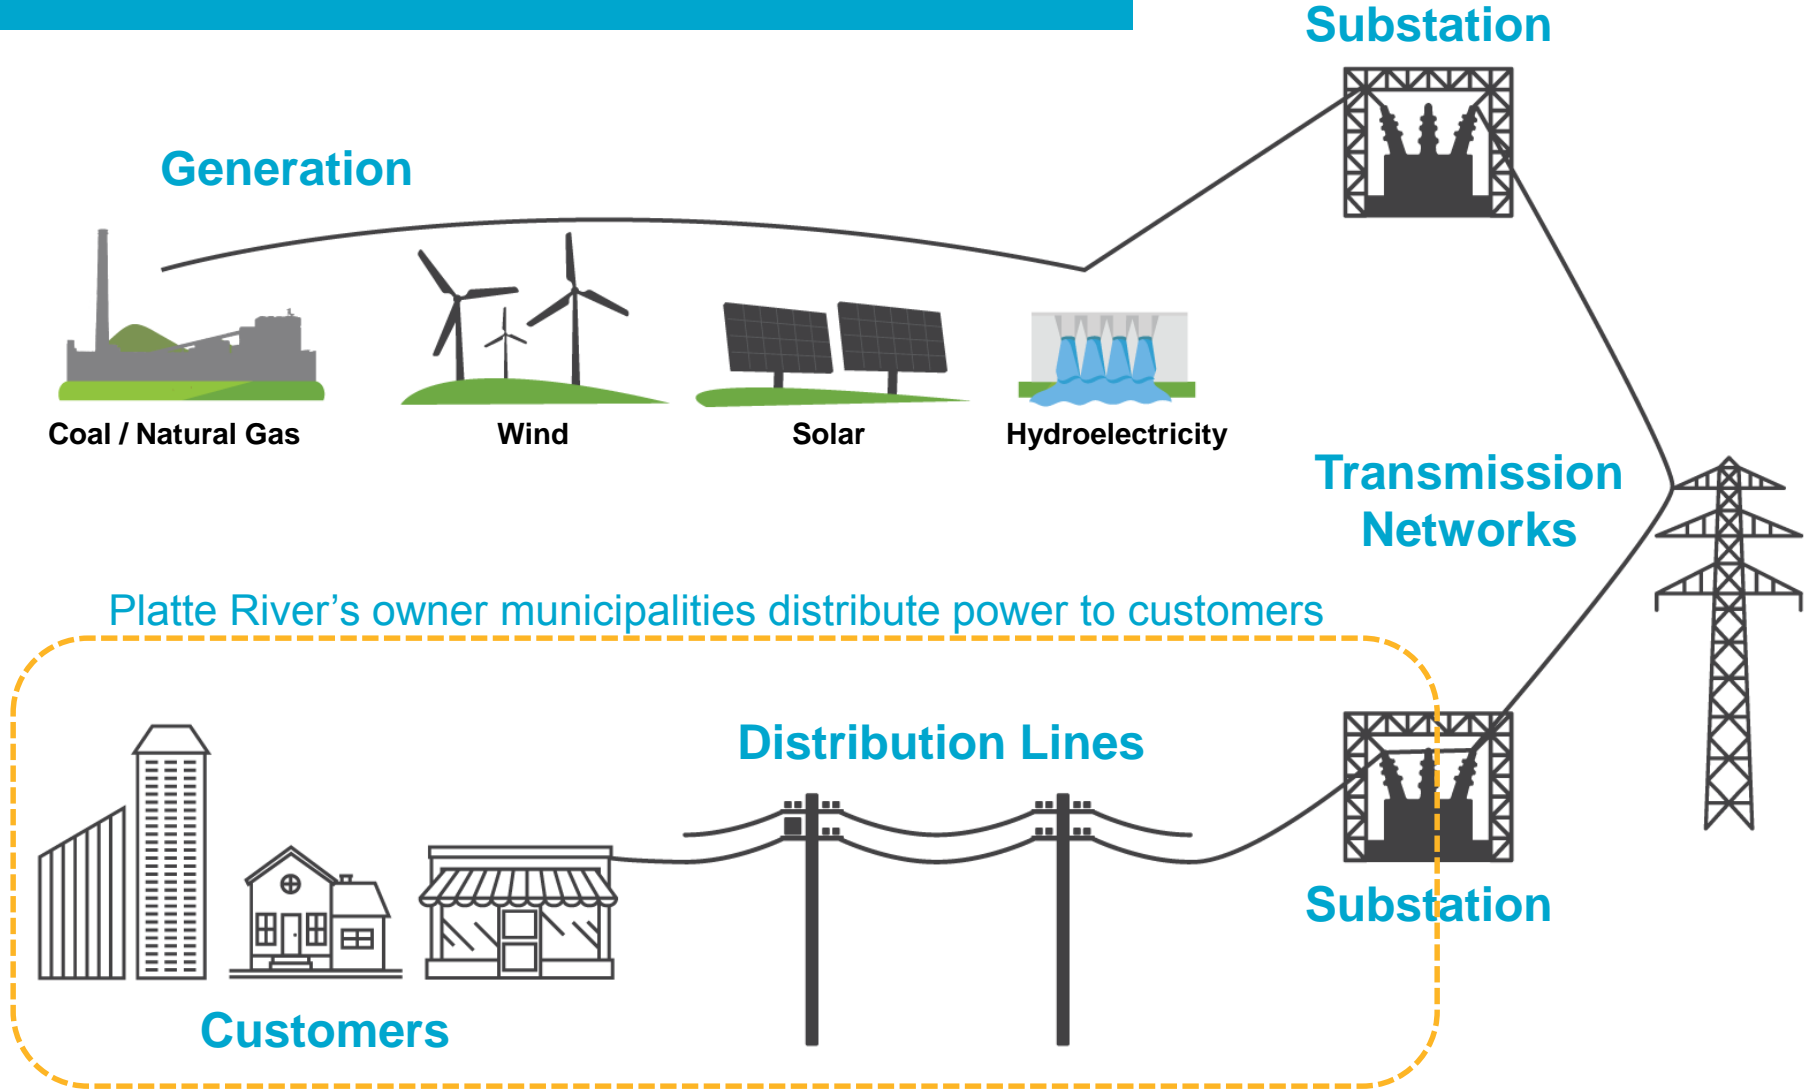 Substation
Generation
Coal / Natural Gas
Wind
Solar
Hydroelectricity
Transmission
Networks
Platte River’s owner municipalities distribute power to customers
Distribution Lines
Substation
Customers